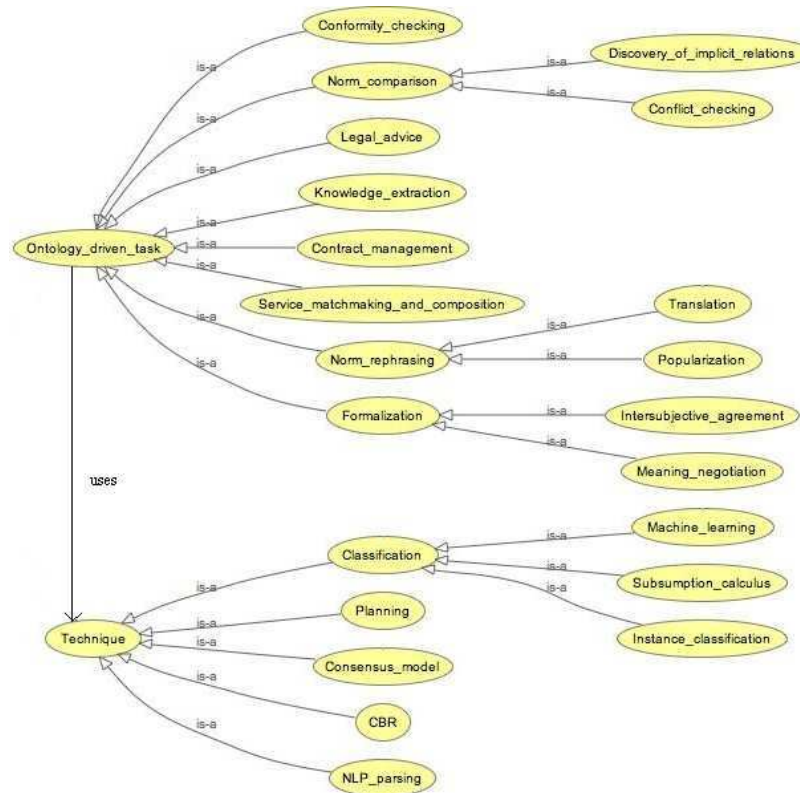 Conformity_checking
is-a
Discovery_of_implicit_relations
is-a
Norm_comparison
is-a
is-a
Conflict_checking
is-a
Legal_advice
is-a
Knowledge_extraction
is-a
Ontology_driven_task
is-a
Contract_management
is-a
Service_matchmaking_and_composition
Translation
is-a
is-a
Norm_rephrasing
is-a
Popularization
is-a
Formalization
is-a
Intersubjective_agreement
is-a
Meaning_negotiation
uses
Machine_learning
is-a
Classification
is-a
Subsumption_calculus
is-a
is-a
Planning
is-a
Technique
is-a
Instance_classification
Consensus_model
is-a
CBR
is-a
NLP_parsing